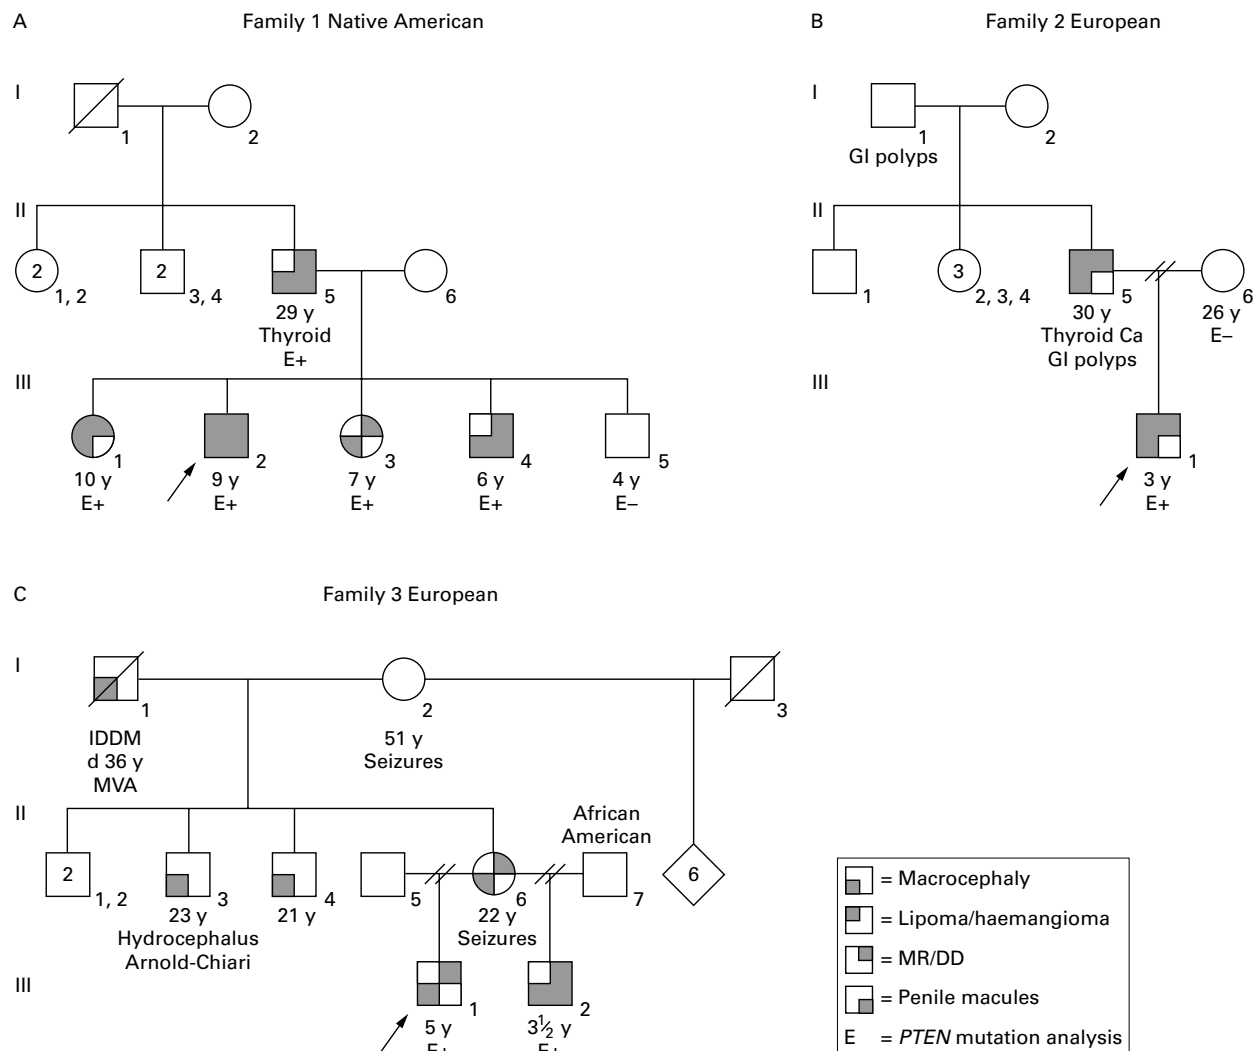 A
Family 1 Native American
I
1
2
II
2
1, 2
2
3, 4
5
6
29 y
Thyroid
E+
III
1
10 y
E+
2
9 y
E+
3
7 y
E+
4
6 y
E+
5
4 y
E–
B
Family 2 European
I
1
GI polyps
2
II
1
3
2, 3, 4
5
30 y
Thyroid Ca
GI polyps
6
26 y
E–
III
1
3 y
E+
C
Family 3 European
I
1
IDDM
d 36 y
MVA
2
51 y
Seizures
3
II
2
1, 2
3
23 y
Hydrocephalus
Arnold-Chiari
4
21 y
5
6
22 y
Seizures
African
American
7
6
III
1
5 y
E+
2
3½ y
E+
= Macrocephaly
= Lipoma/haemangioma
= MR/DD
= Penile macules
E = PTEN mutation analysis